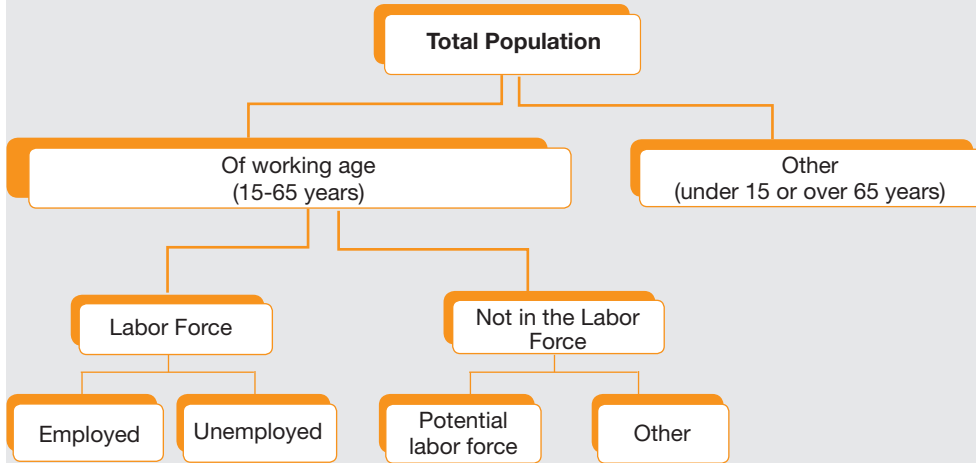 Total Population
Of working age
(15-65 years)
Other
(under 15 or over 65 years)
Labor Force
Not in the Labor
Force
Employed
Unemployed
Potential
labor force
Other